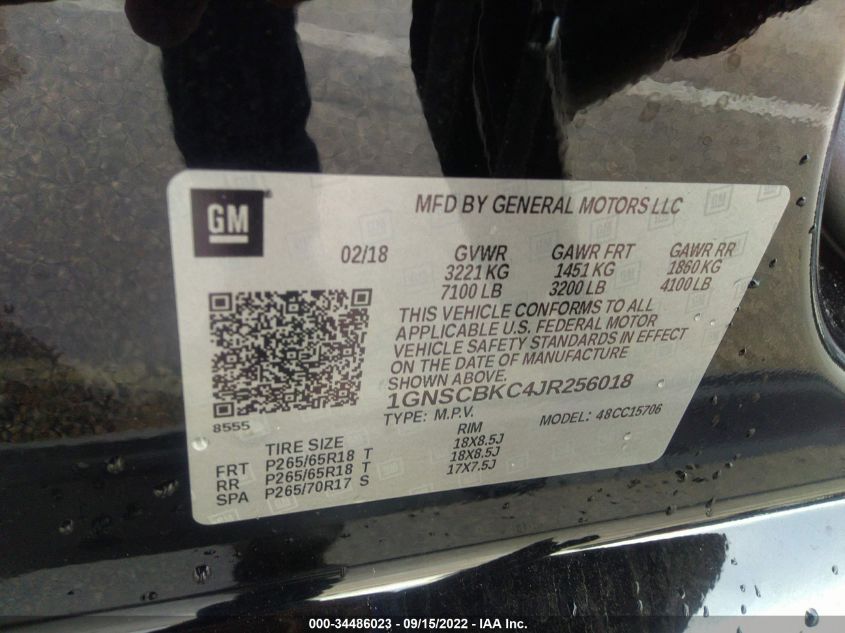 GM
MFD BY GENERAL MOTORS LLC
02/18 GVWR GAWR FRT GAWR RR
3221 KG 1451 KG 1860 KG
7100 LB 3200 LB 4100 LB
THIS VEHICLE CONFORMS TO ALL
APPLICABLE U.S. FEDERAL MOTOR
VEHICLE SAFETY STANDARDS IN EFFECT
ON THE DATE OF MANUFACTURE
SHOWN ABOVE.
1GNSCBKC4JR256018
8555 TYPE: M.P.V. MODEL: 48CC15706
TIRE SIZE RIM
FRT P265/65R18 T 18X8.5J
RR P265/65R18 T 18X8.5J
SPA P265/70R17 S 17X7.5J
000-34486023 - 09/15/2022 - IAA Inc.